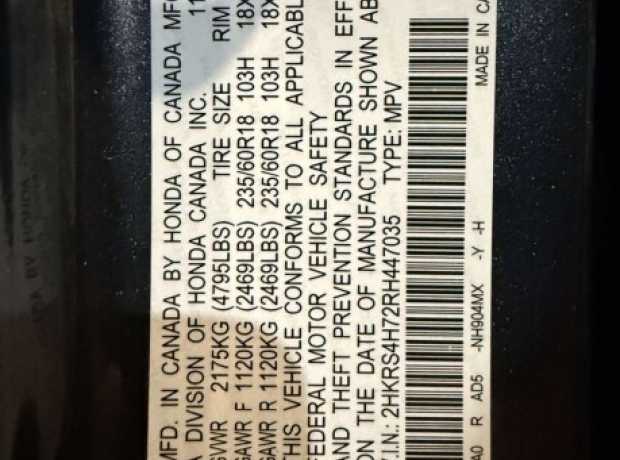 MFD. IN CANADA BY HONDA OF CANADA MFG
A DIVISION OF HONDA CANADA INC. 11
GVWR 2175KG (4795LBS) TIRE SIZE RIM
GAWR F 1120KG (2469LBS) 235/60R18 103H 18X
GAWR R 1120KG (2469LBS) 235/60R18 103H 18X
THIS VEHICLE CONFORMS TO ALL APPLICABL
FEDERAL MOTOR VEHICLE SAFETY
AND THEFT PREVENTION STANDARDS IN EFF
ON THE DATE OF MANUFACTURE SHOWN AB
V.I.N.: 2HKRS4H72RH447035 TYPE: MPV
A0 R AD5 -NH904MX -Y -H MADE IN CA